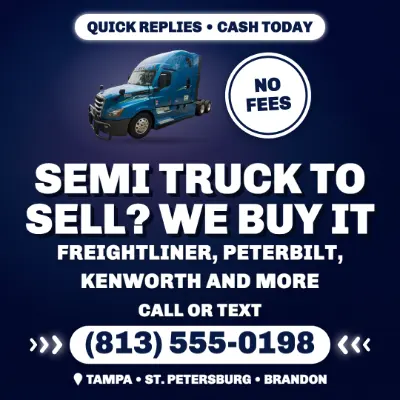 QUICK REPLIES • CASH TODAY
NO
FEES
SEMI TRUCK TO
SELL? WE BUY IT
FREIGHTLINER, PETERBILT,
KENWORTH AND MORE
CALL OR TEXT
(813) 555-0198
TAMPA • ST. PETERSBURG • BRANDON